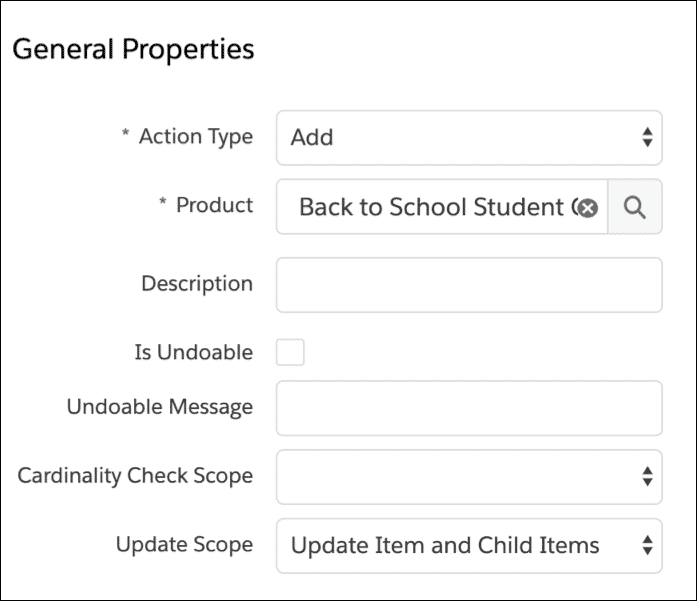 General Properties
* Action Type Add
* Product Back to School Student
Description
Is Undoable
Undoable Message
Cardinality Check Scope
Update Scope Update Item and Child Items